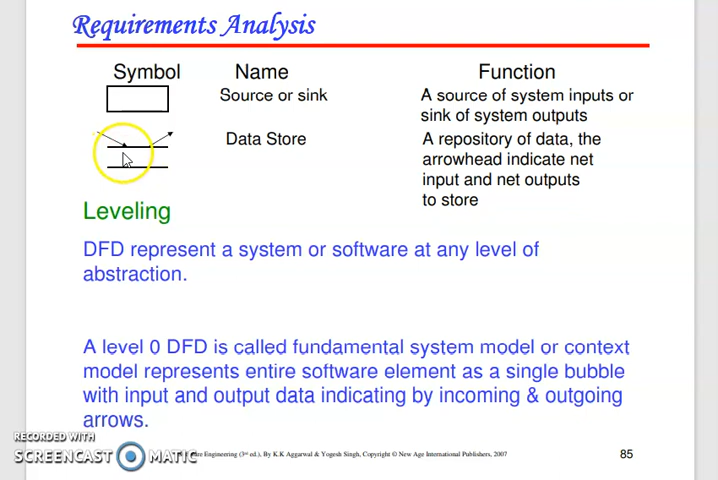 Requirements Analysis
Symbol Name Function
Source or sink A source of system inputs or
sink of system outputs
Data Store A repository of data, the
arrowhead indicate net
input and net outputs
to store
Leveling
DFD represent a system or software at any level of
abstraction.
A level 0 DFD is called fundamental system model or context
model represents entire software element as a single bubble
with input and output data indicating by incoming & outgoing
arrows.
RECORDED WITH
SCREENCAST MATIC
Engineering (3rd ed.), By K.K Aggarwal & Yogesh Singh, Copyright © New Age International Publishers, 2007
85